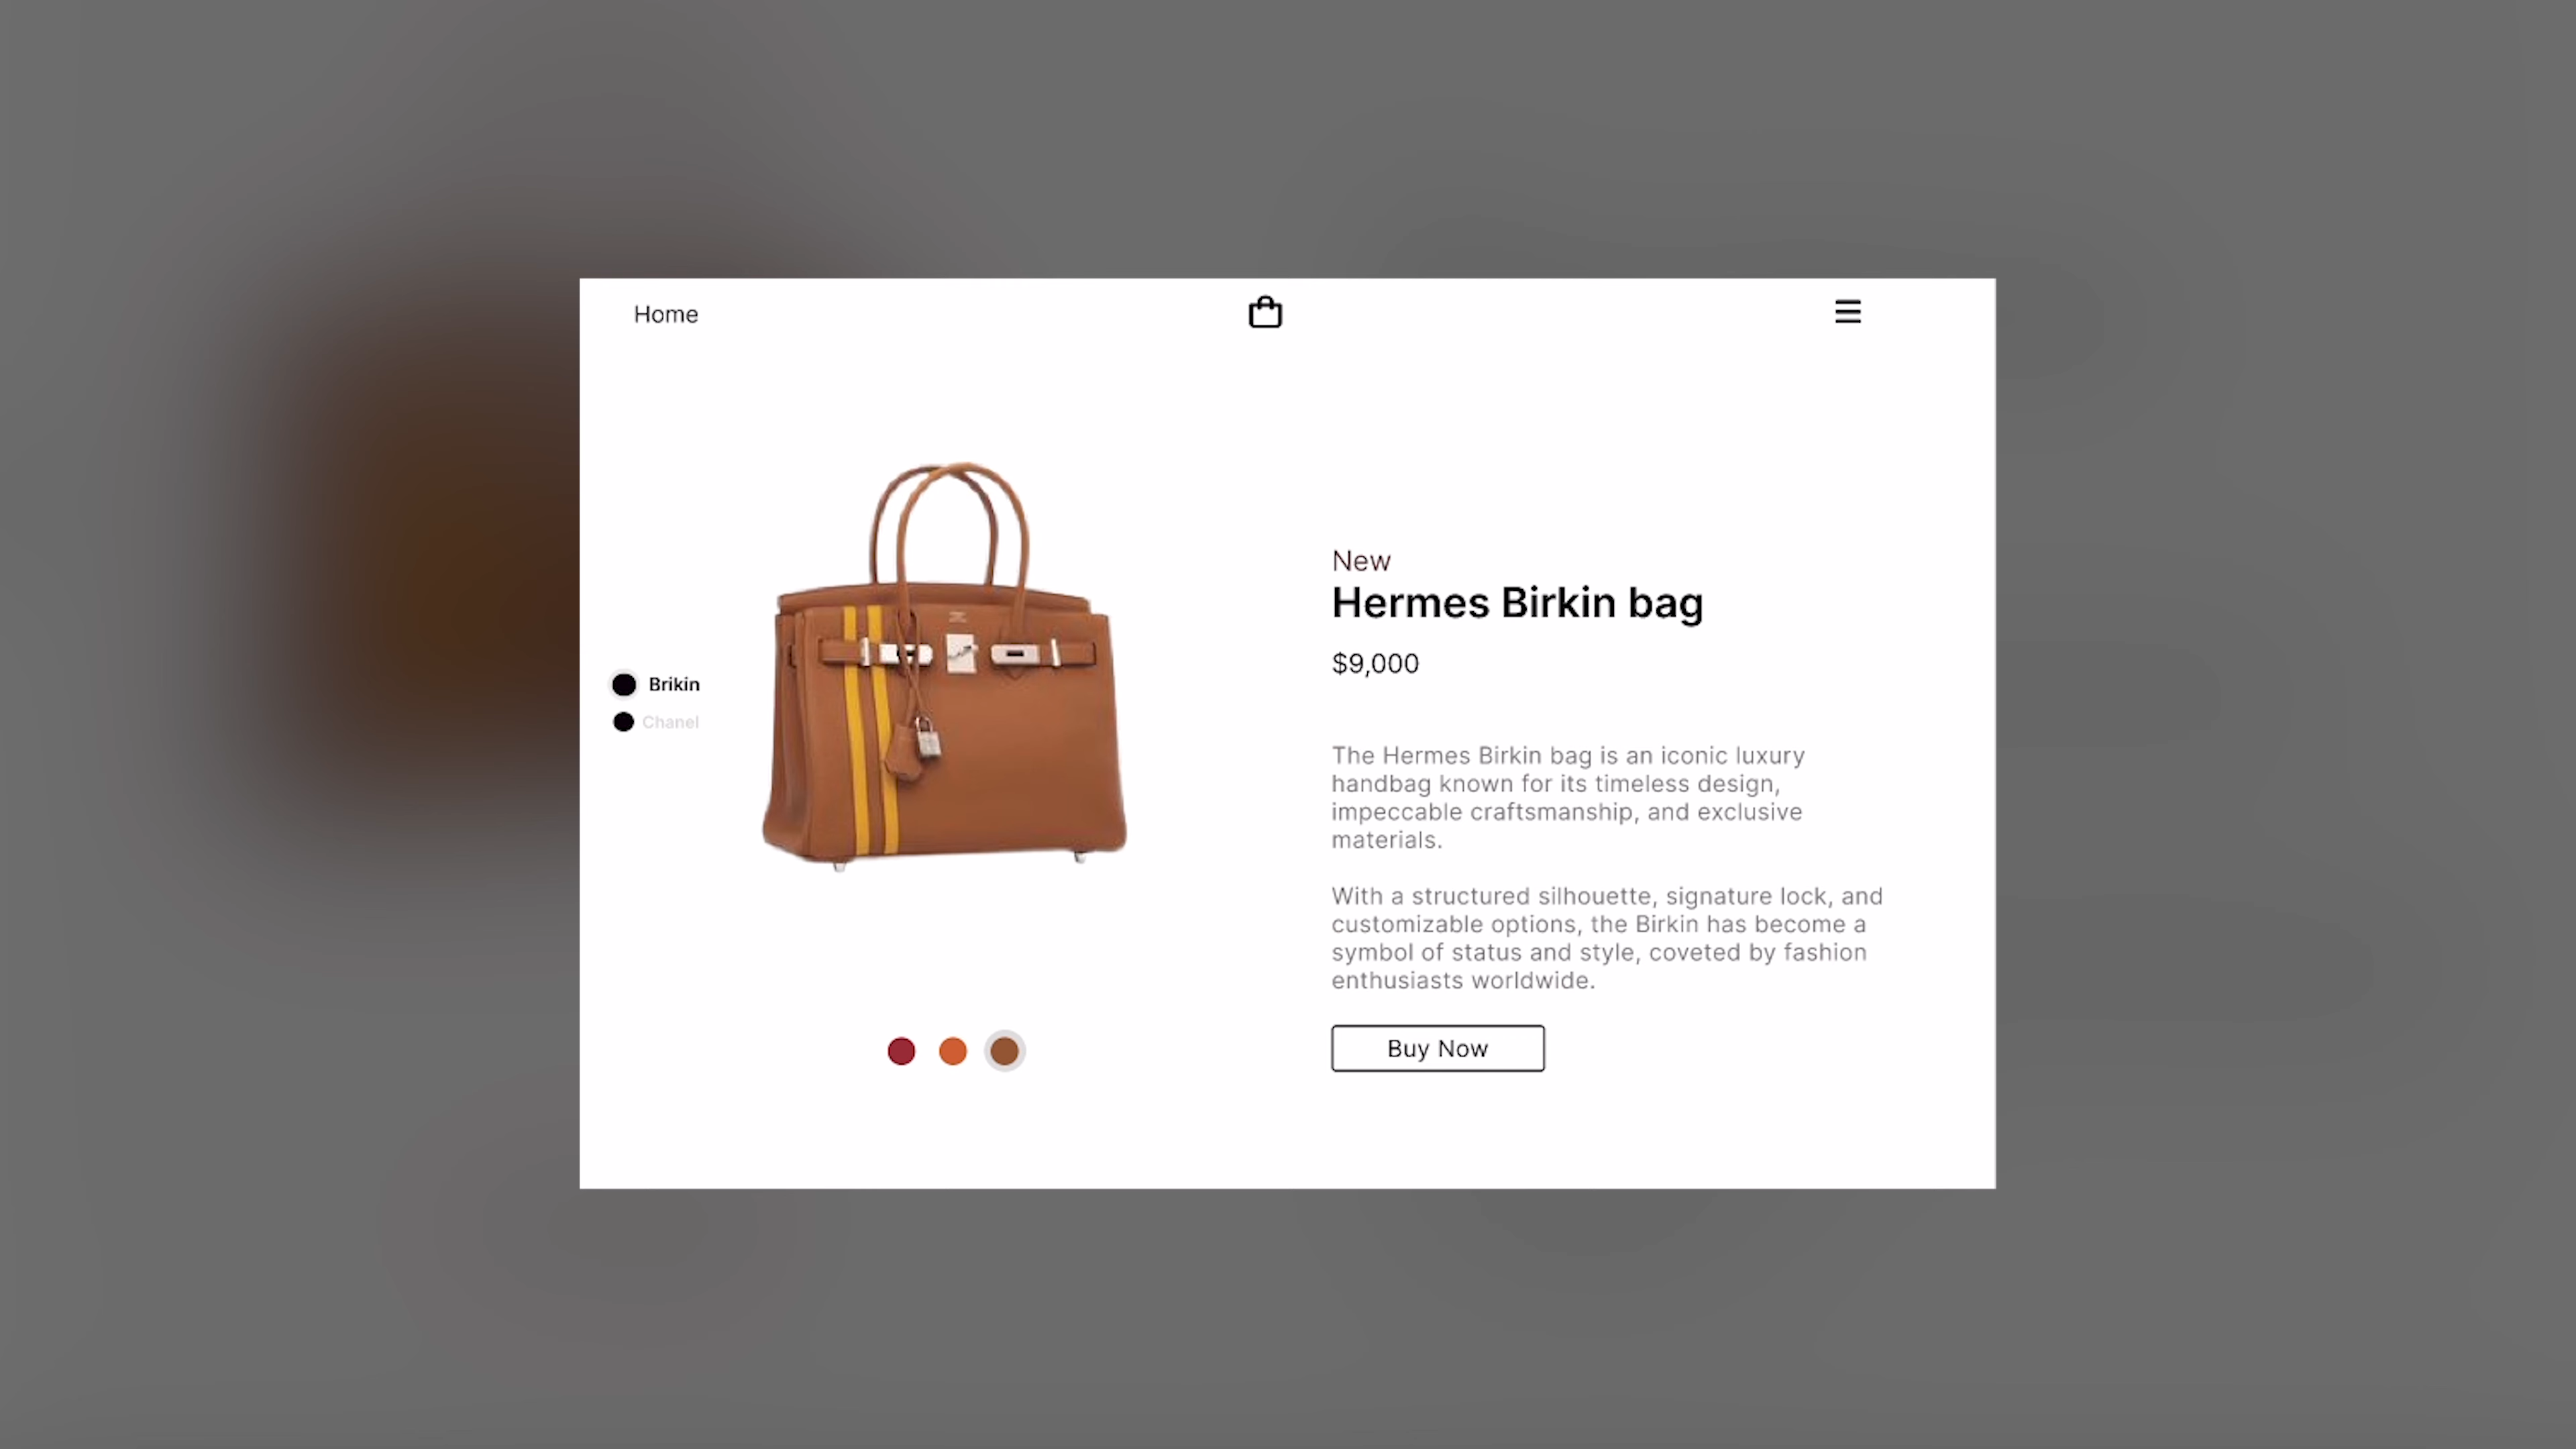 Home
Brikin
Chanel
New
Hermes Birkin bag
$9,000
The Hermes Birkin bag is an iconic luxury
handbag known for its timeless design,
impeccable craftsmanship, and exclusive
materials.
With a structured silhouette, signature lock, and
customizable options, the Birkin has become a
symbol of status and style, coveted by fashion
enthusiasts worldwide.
Buy Now